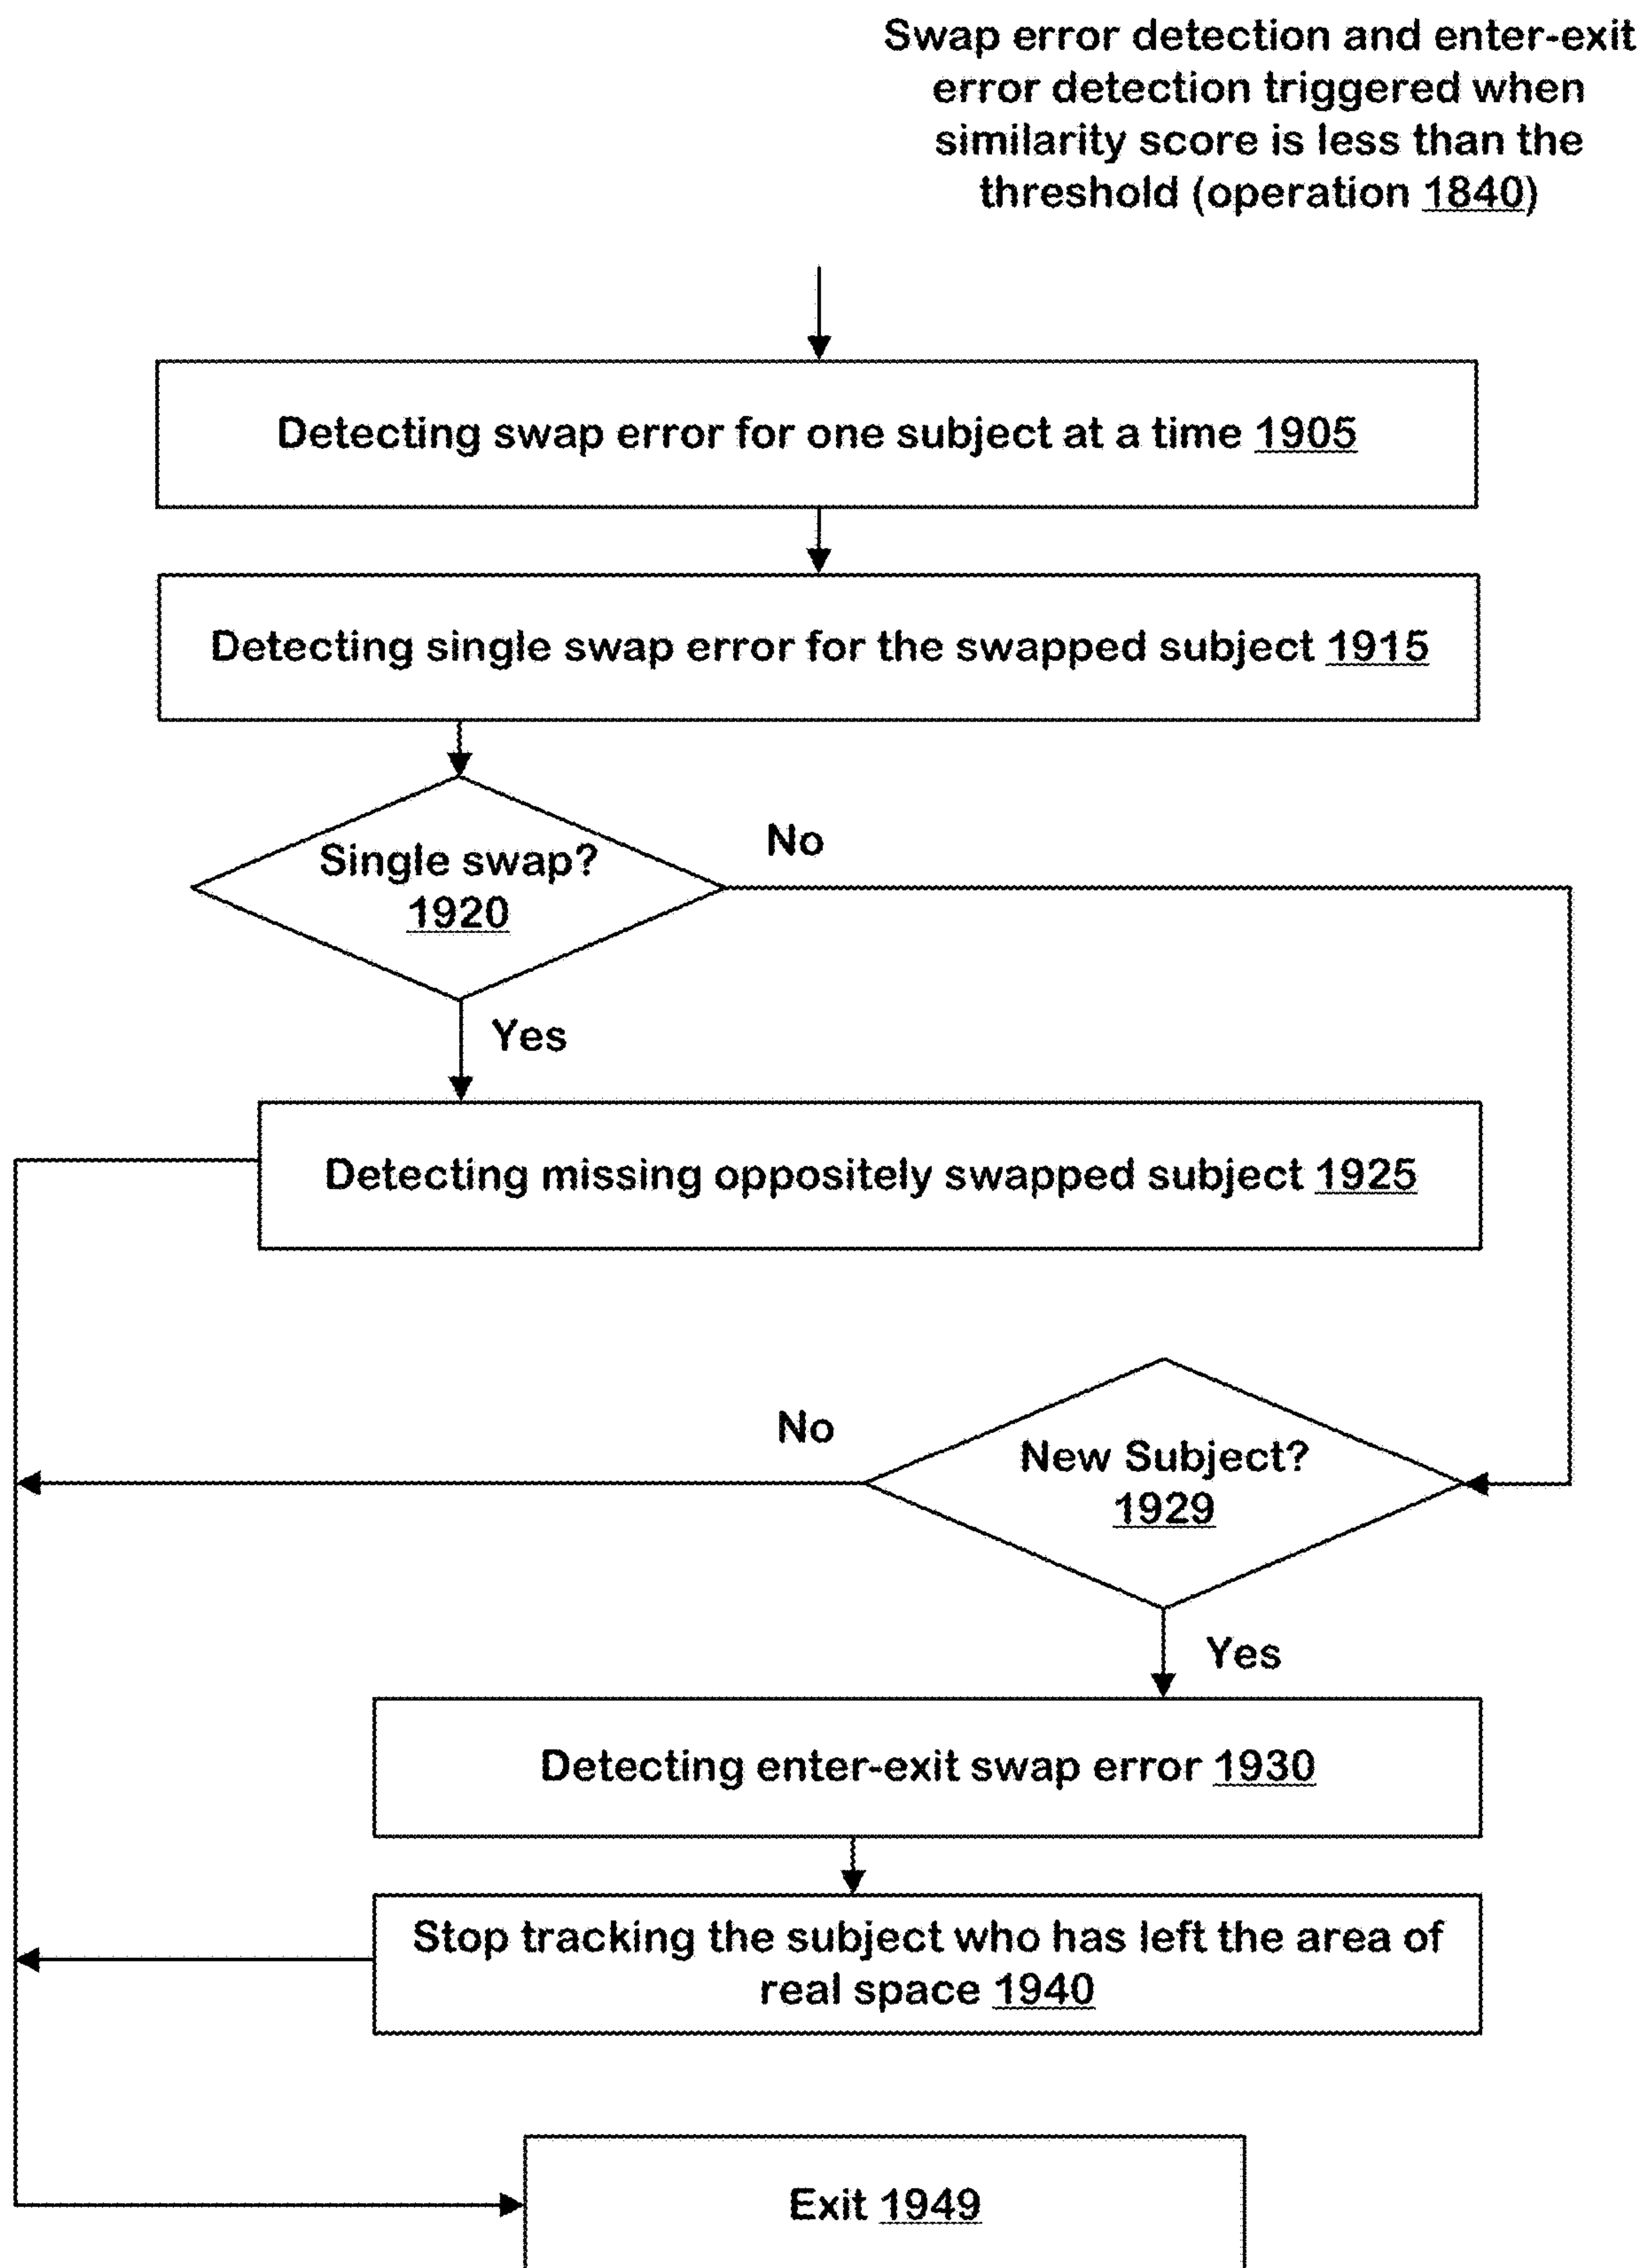 Swap error detection and enter-exit
error detection triggered when
similarity score is less than the
threshold (operation 1840)
Detecting swap error for one subject at a time 1905
Detecting single swap error for the swapped subject 1915
No
Single swap?
1920
Yes
Detecting missing oppositely swapped subject 1925
No
New Subject?
1929
Yes
Detecting enter-exit swap error 1930
Stop tracking the subject who has left the area of
real space 1940
Exit 1949